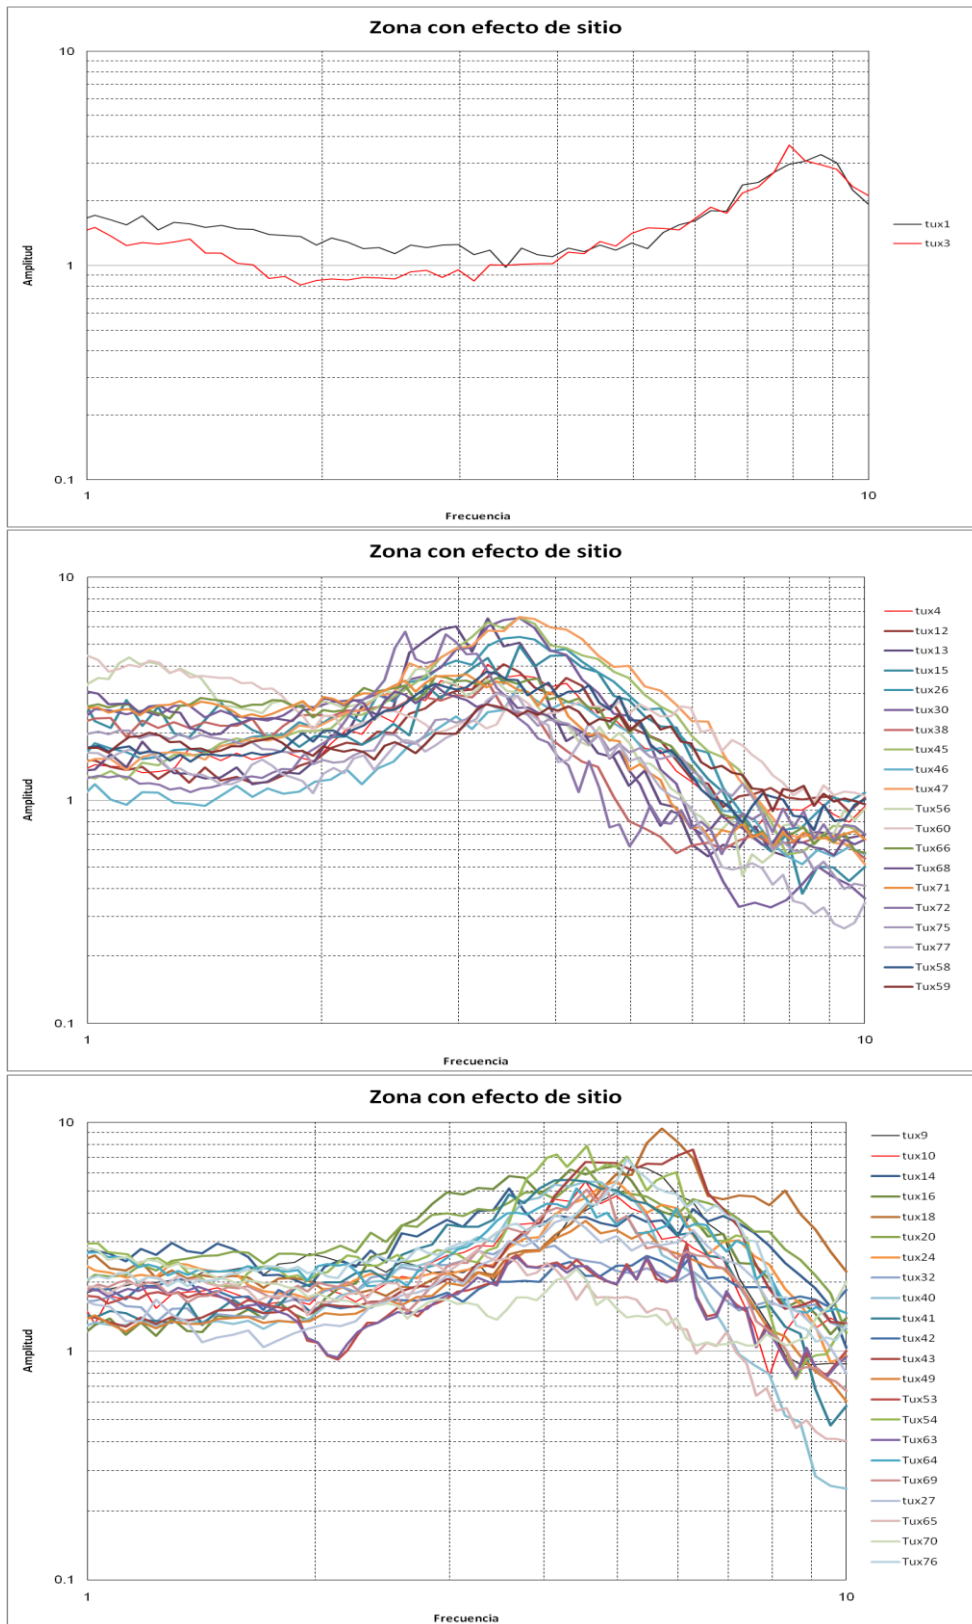 Zona con efecto de sitio
10
1
0.1
Amplitud
1
10
Frecuencia
tux1
tux3
Zona con efecto de sitio
10
1
0.1
Amplitud
1
10
Frecuencia
tux4
tux12
tux13
tux15
tux26
tux30
tux38
tux45
tux46
tux47
Tux56
Tux60
Tux66
Tux68
Tux71
Tux72
Tux75
Tux77
Tux58
Tux59
Zona con efecto de sitio
10
1
0.1
Amplitud
1
10
Frecuencia
tux9
tux10
tux14
tux16
tux18
tux20
tux24
tux32
tux40
tux41
tux42
tux43
tux49
Tux53
Tux54
Tux63
Tux64
Tux69
tux27
Tux65
Tux70
Tux76